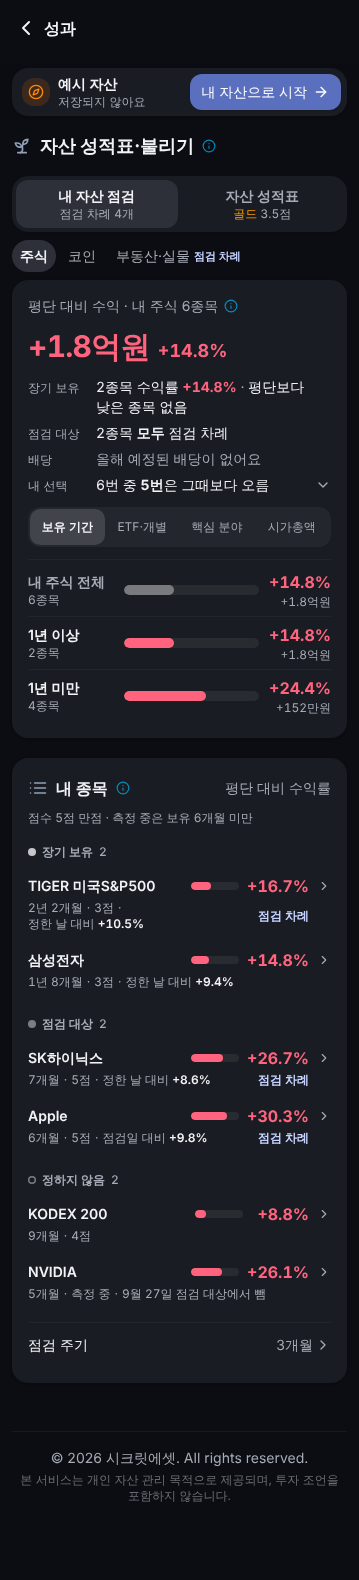 성과
예시 자산
저장되지 않아요
내 자산으로 시작 →
자산 성적표·불리기
내 자산 점검
점검 차례 4개
자산 성적표
골드 3.5점
주식
코인
부동산·실물 점검 차례
평단 대비 수익 · 내 주식 6종목
+1.8억원 +14.8%
장기 보유 2종목 수익률 +14.8% · 평단보다
낮은 종목 없음
점검 대상 2종목 모두 점검 차례
배당 올해 예정된 배당이 없어요
내 선택 6번 중 5번은 그때보다 오름
보유 기간 ETF·개별 핵심 분야 시가총액
내 주식 전체 +14.8%
6종목 +1.8억원
1년 이상 +14.8%
2종목 +1.8억원
1년 미만 +24.4%
4종목 +152만원
내 종목 평단 대비 수익률
점수 5점 만점 · 측정 중은 보유 6개월 미만
장기 보유 2
TIGER 미국S&P500 +16.7%
2년 2개월 · 3점 · 점검 차례
정한 날 대비 +10.5%
삼성전자 +14.8%
1년 8개월 · 3점 · 정한 날 대비 +9.4%
점검 대상 2
SK하이닉스 +26.7%
7개월 · 5점 · 정한 날 대비 +8.6% 점검 차례
Apple +30.3%
6개월 · 5점 · 점검일 대비 +9.8% 점검 차례
정하지 않음 2
KODEX 200 +8.8%
9개월 · 4점
NVIDIA +26.1%
5개월 · 측정 중 · 9월 27일 점검 대상에서 뺌
점검 주기 3개월
© 2026 시크릿에셋. All rights reserved.
본 서비스는 개인 자산 관리 목적으로 제공되며, 투자 조언을
포함하지 않습니다.